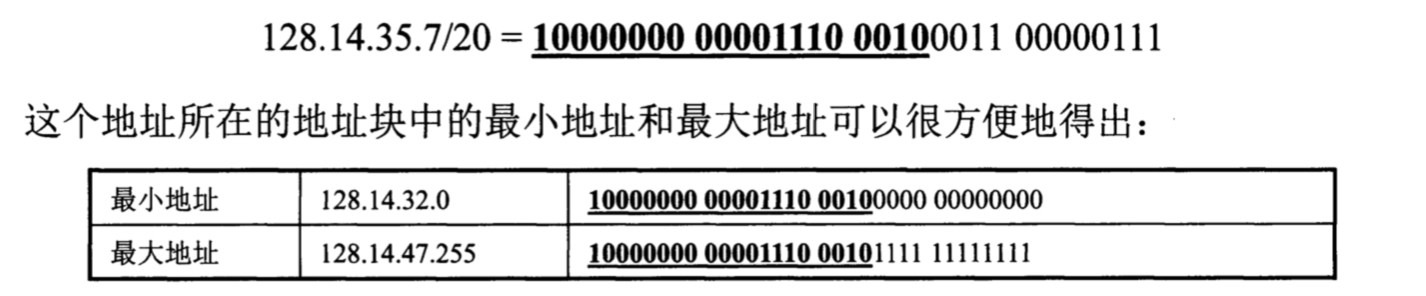 128.14.35.7/20 = 10000000 00001110 00100011 00000111
这个地址所在的地址块中的最小地址和最大地址可以很方便地得出：
最小地址 128.14.32.0 10000000 00001110 00100000 00000000
最大地址 128.14.47.255 10000000 00001110 00101111 11111111